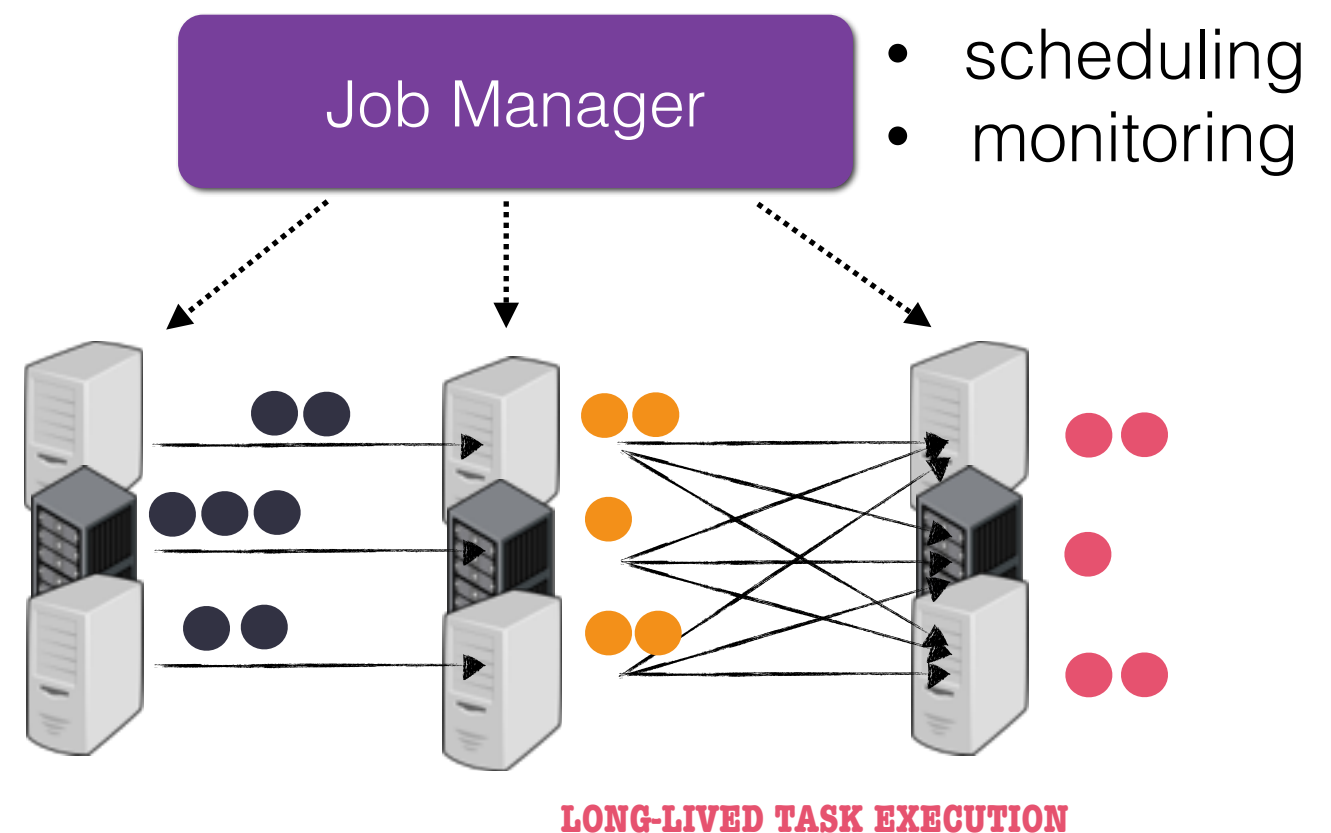 Job Manager
• scheduling
• monitoring
LONG-LIVED TASK EXECUTION